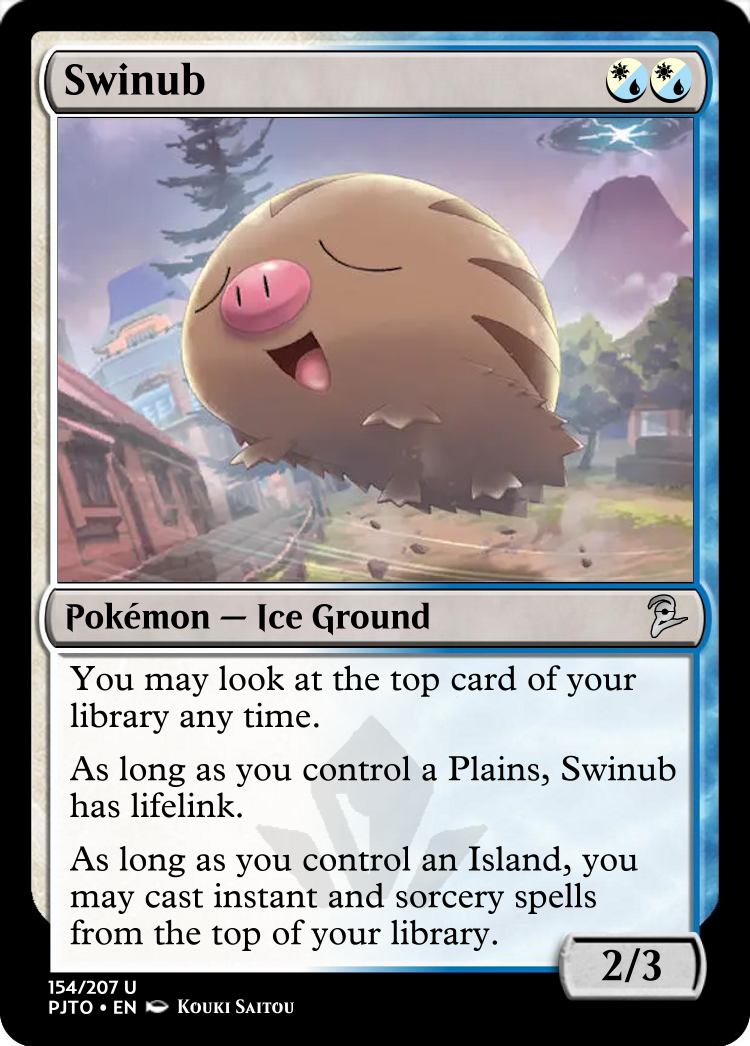 Swinub
Pokémon — Ice Ground
You may look at the top card of your
library any time.
As long as you control a Plains, Swinub
has lifelink.
As long as you control an Island, you
may cast instant and sorcery spells
from the top of your library.
2/3
154/207 U
PJTO • EN Kouki Saitou